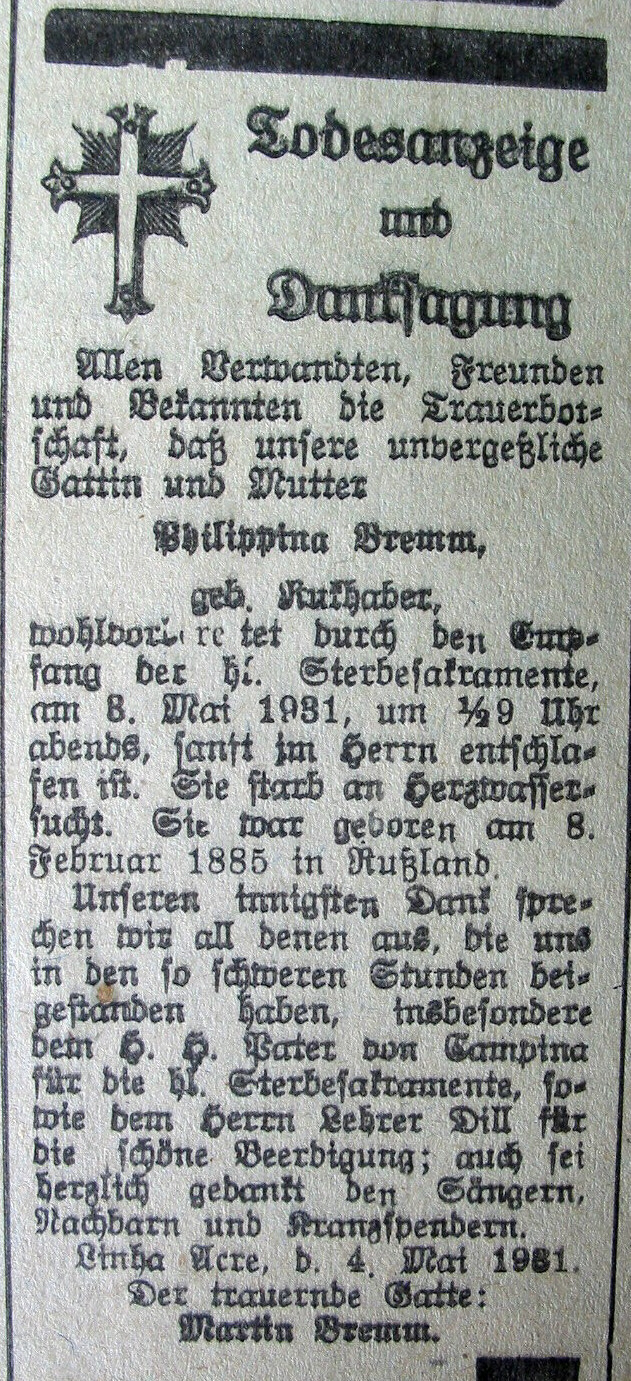 Todesanzeige
und
Danksagung
Allen Verwandten, Freunden
und Bekannten die Trauerbot-
schaft, daß unsere unvergeßliche
Gattin und Mutter
Philippina Bremm,
geb. Rukhaber,
durch den Emp-
fang der hl. Sterbesakramente,
am 3. Mai 1931, um ½9 Uhr
abends, sanft im Herrn entschla-
fen ist. Sie starb an Herzwasser-
sucht. Sie war geboren am 8.
Februar 1885 in Rußland.
Unseren innigsten Dank spre-
chen wir all denen aus, die uns
in den so schweren Stunden bei-
gestanden haben, insbesondere
dem H. H. Pater von Campina
für die hl. Sterbesakramente, so-
wie dem Herrn Lehrer Dill für
die schöne Beerdigung; auch sei
herzlich gedankt den Sängern,
Nachbarn und Kranzspendern.
Linha Acre, d. 4. Mai 1931.
Der trauernde Gatte:
Martin Bremm.